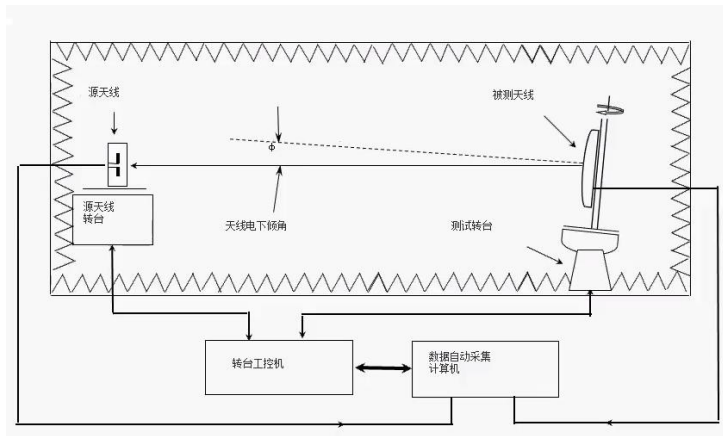 源天线
被测天线
Φ
源天线
转台
天线电下倾角
测试转台
转台工控机
数据自动采集
计算机